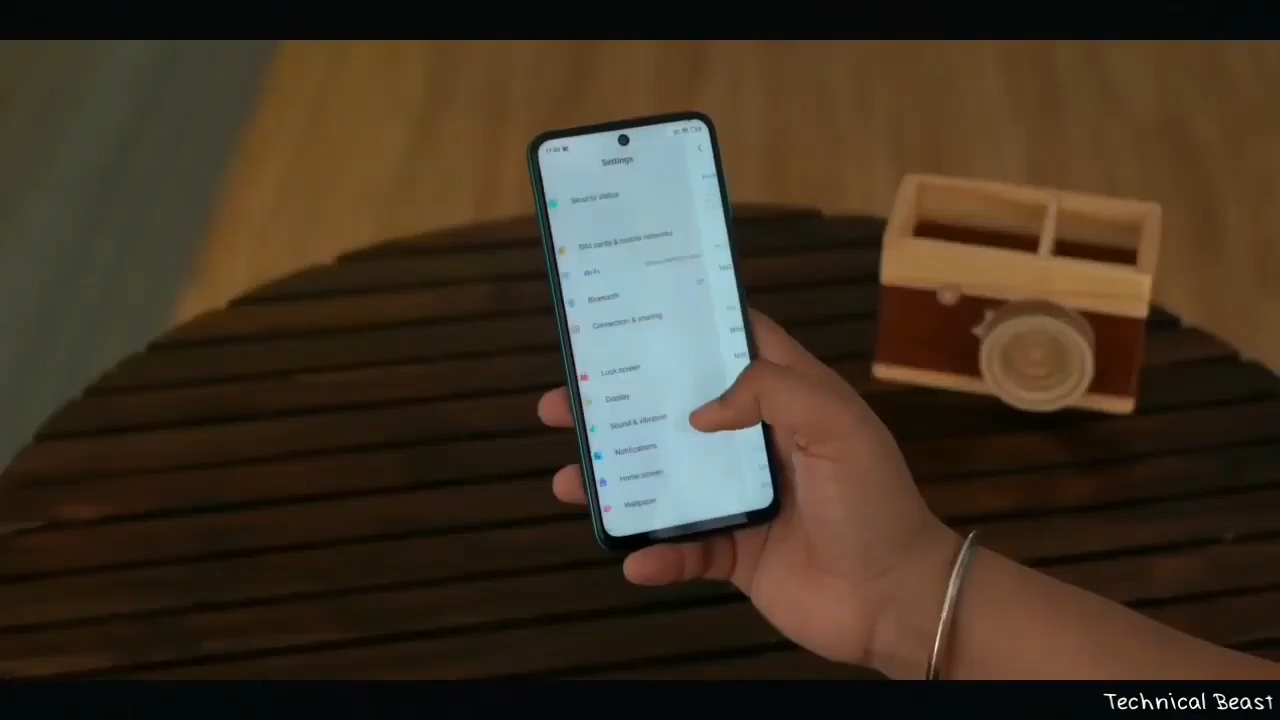 Settings
Security status
SIM cards & mobile networks
Wi-Fi
Bluetooth
Connection & sharing
Lock screen
Display
Sound & vibration
Notifications
Home screen
Wallpaper
Technical Beast